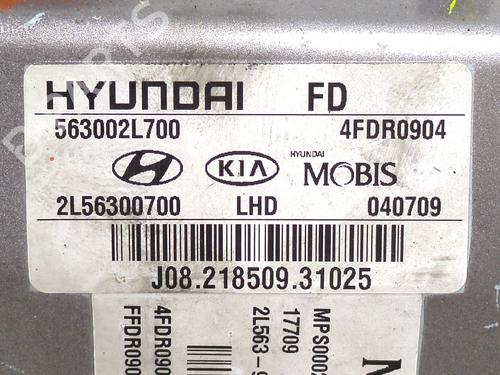 HYUNDAI FD
563002L700 4FDR0904
KIA HYUNDAI MOBIS
2L56300700 LHD 040709
J08.218509.31025
MPS000
17709
2L563-
4FDR090
FFDR090